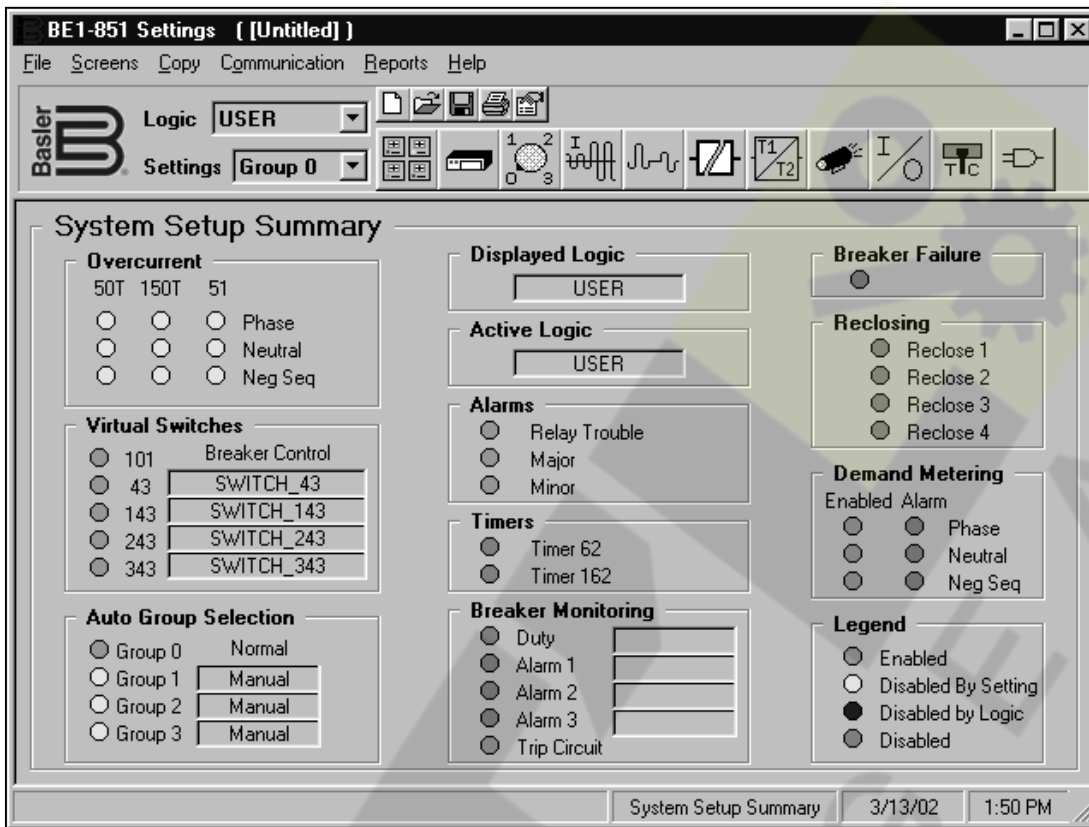 BE1-851 Settings ( [Untitled] )
File Screens Copy Communication Reports Help
Basler
Logic USER
Settings Group 0
1 2 0 3
I
T1 T2
I O
T C
System Setup Summary
Overcurrent
50T 150T 51
Phase
Neutral
Neg Seq
Virtual Switches
101 Breaker Control
43 SWITCH_43
143 SWITCH_143
243 SWITCH_243
343 SWITCH_343
Auto Group Selection
Group 0 Normal
Group 1 Manual
Group 2 Manual
Group 3 Manual
Displayed Logic
USER
Active Logic
USER
Alarms
Relay Trouble
Major
Minor
Timers
Timer 62
Timer 162
Breaker Monitoring
Duty
Alarm 1
Alarm 2
Alarm 3
Trip Circuit
Breaker Failure
Reclosing
Reclose 1
Reclose 2
Reclose 3
Reclose 4
Demand Metering
Enabled Alarm
Phase
Neutral
Neg Seq
Legend
Enabled
Disabled By Setting
Disabled by Logic
Disabled
System Setup Summary 3/13/02 1:50 PM